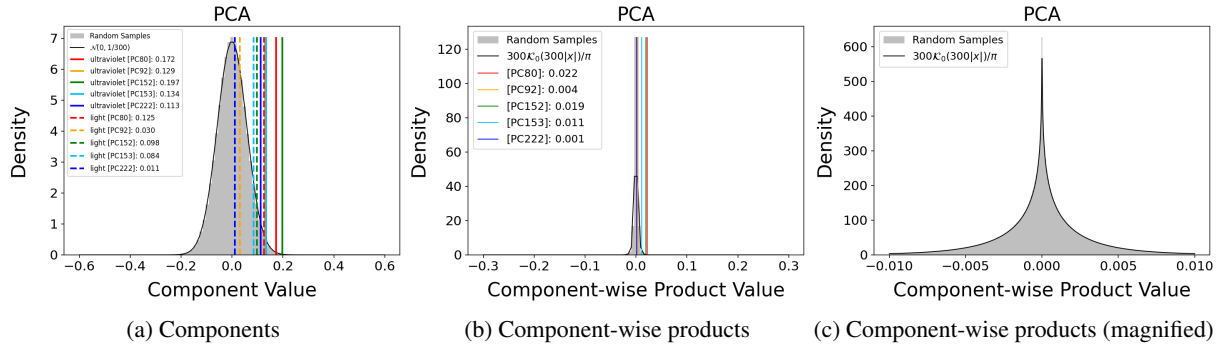 PCA
Random Samples
𝒩(0, 1/300)
ultraviolet [PC80]: 0.172
ultraviolet [PC92]: 0.129
ultraviolet [PC152]: 0.197
ultraviolet [PC153]: 0.134
ultraviolet [PC222]: 0.113
light [PC80]: 0.125
light [PC92]: 0.030
light [PC152]: 0.098
light [PC153]: 0.084
light [PC222]: 0.011
Density
7
6
5
4
3
2
1
0
−0.6 −0.4 −0.2 0.0 0.2 0.4 0.6
Component Value
(a) Components
PCA
Random Samples
300𝒦₀(300|x|)/π
[PC80]: 0.022
[PC92]: 0.004
[PC152]: 0.019
[PC153]: 0.011
[PC222]: 0.001
Density
120
100
80
60
40
20
0
−0.3 −0.2 −0.1 0.0 0.1 0.2 0.3
Component-wise Product Value
(b) Component-wise products
PCA
Random Samples
300𝒦₀(300|x|)/π
Density
600
500
400
300
200
100
0
−0.010 −0.005 0.000 0.005 0.010
Component-wise Product Value
(c) Component-wise products (magnified)